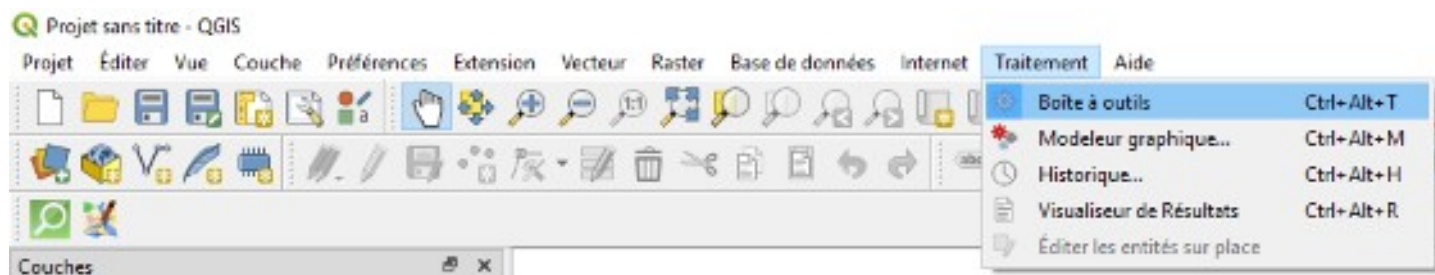 Projet sans titre - QGIS
Projet Éditer Vue Couche Préférences Extension Vecteur Raster Base de données Internet Traitement Aide
Boîte à outils Ctrl+Alt+T
Modeleur graphique... Ctrl+Alt+M
Historique... Ctrl+Alt+H
Visualiseur de Résultats Ctrl+Alt+R
Éditer les entités sur place
Couches